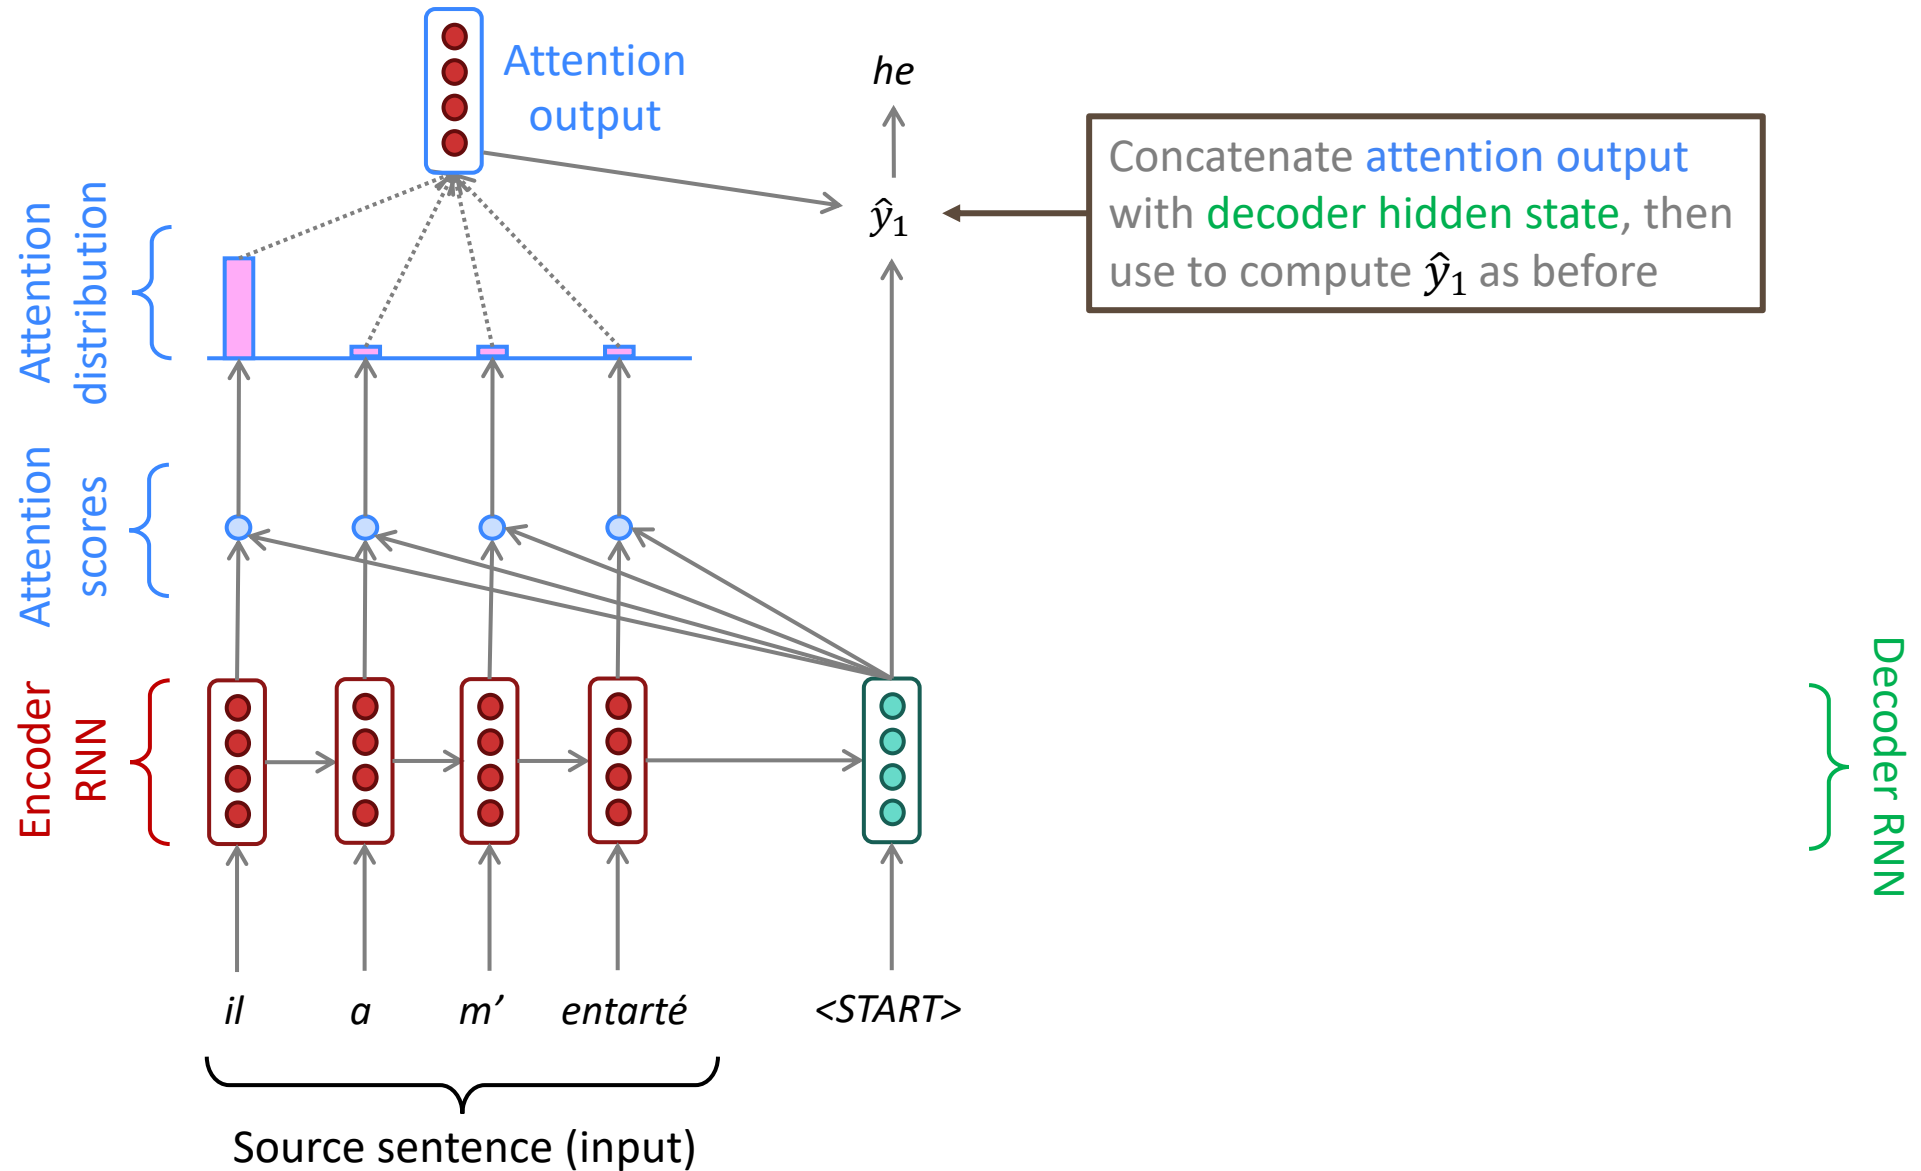 Attention
output
he
Concatenate attention output
with decoder hidden state, then
use to compute ŷ₁ as before
ŷ₁
Attention
distribution
Attention
scores
Encoder
RNN
Decoder RNN
il
a
m’
entarté
<START>
Source sentence (input)